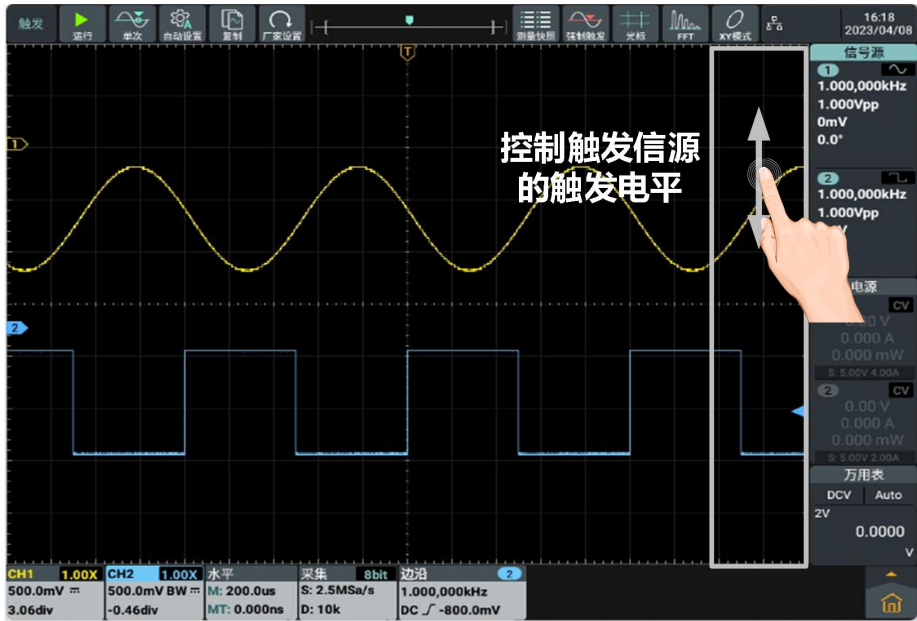 触发
运行
单次
自动设置
复制
厂家设置
T
测量快照
强制触发
光标
FFT
XY模式
16:18
2023/04/08
信号源
1
1.000,000kHz
1.000Vpp
0mV
0.0°
2
1.000,000kHz
1.000Vpp
控制触发信源
的触发电平
1
2
电源
CV
0.000 A
0.000 mW
S: 5.00V 4.00A
2 CV
0.00 V
0.000 A
0.000 mW
S: 5.00V 2.00A
万用表
DCV Auto
2V
0.0000
V
CH1 1.00X
500.0mV
3.06div
CH2 1.00X
500.0mV BW
-0.46div
水平
M: 200.0us
MT: 0.000ns
采集 8bit
S: 2.5MSa/s
D: 10k
边沿 2
1.000,000kHz
DC -800.0mV